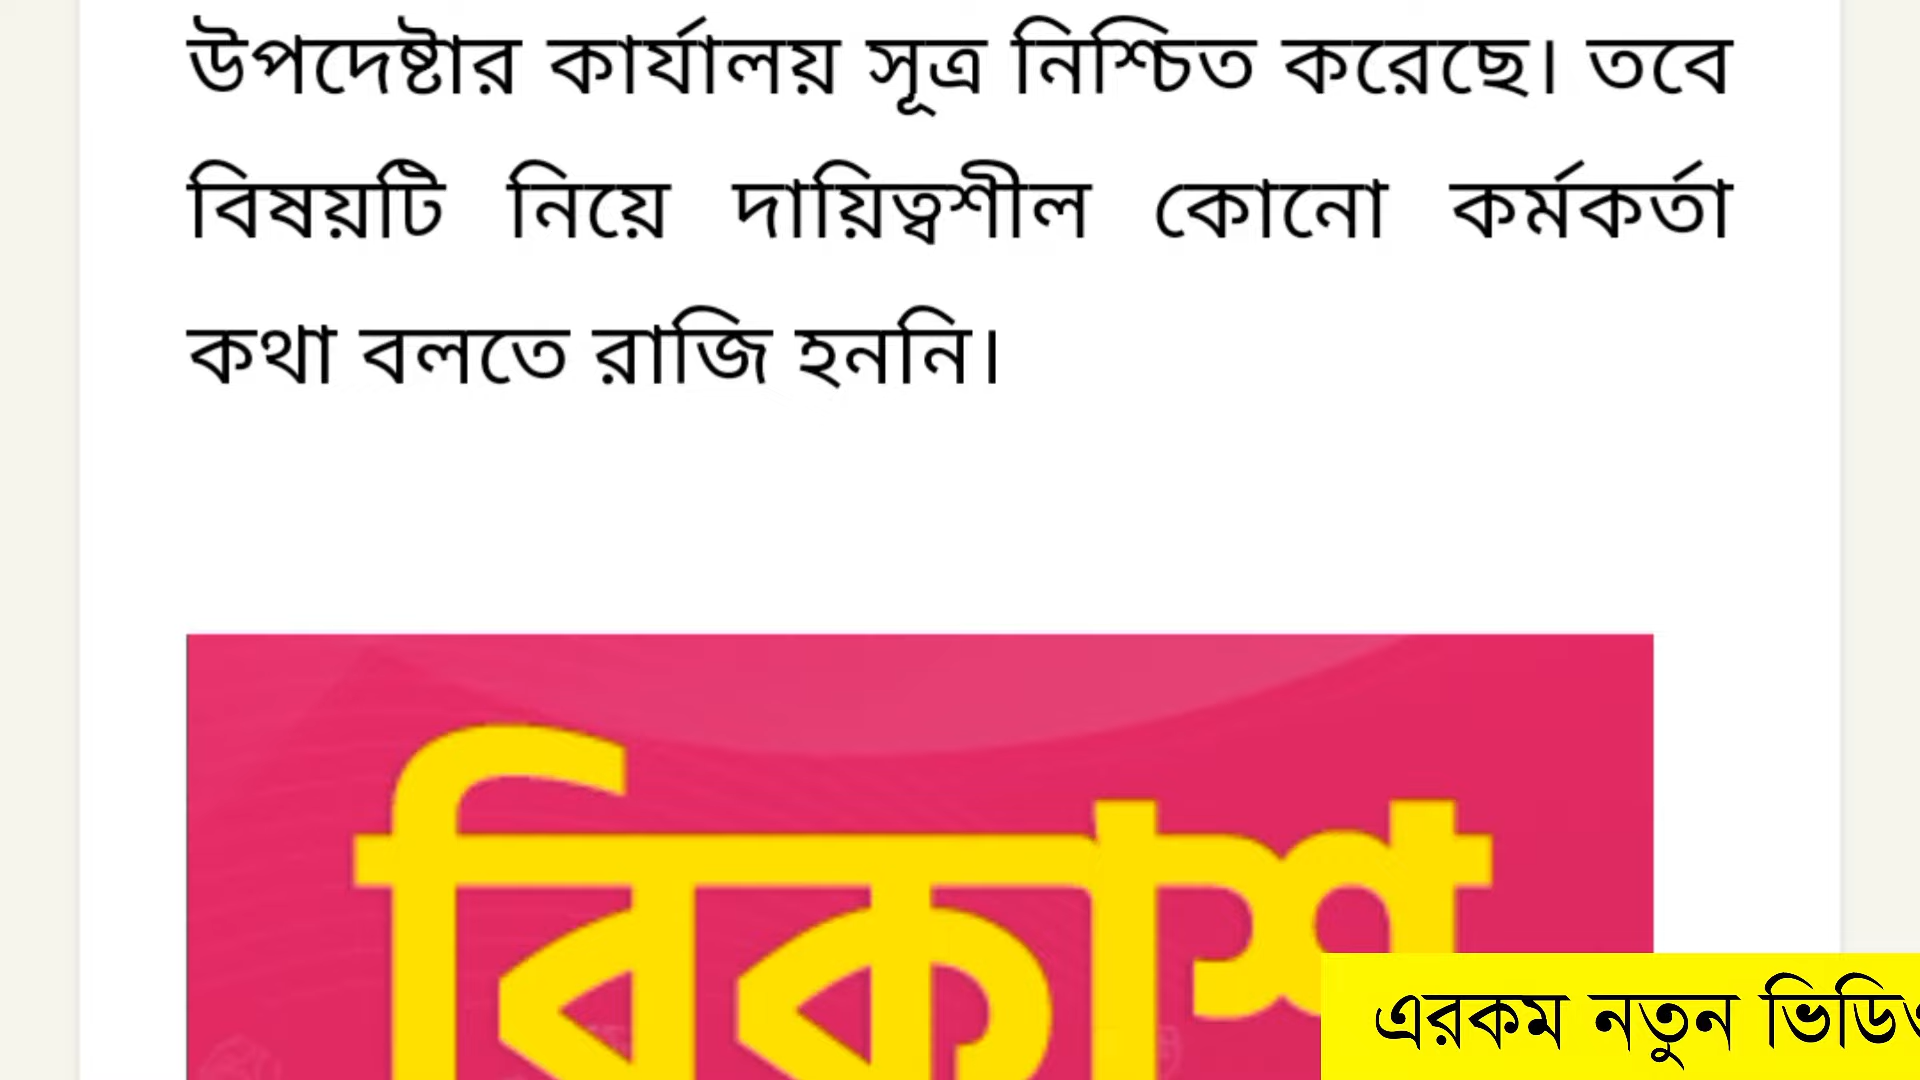 উপদেষ্টার কার্যালয় সূত্র নিশ্চিত করেছে। তবে
বিষয়টি নিয়ে দায়িত্বশীল কোনো কর্মকর্তা
কথা বলতে রাজি হননি।
বিকাশ
এরকম নতুন ভিডিও